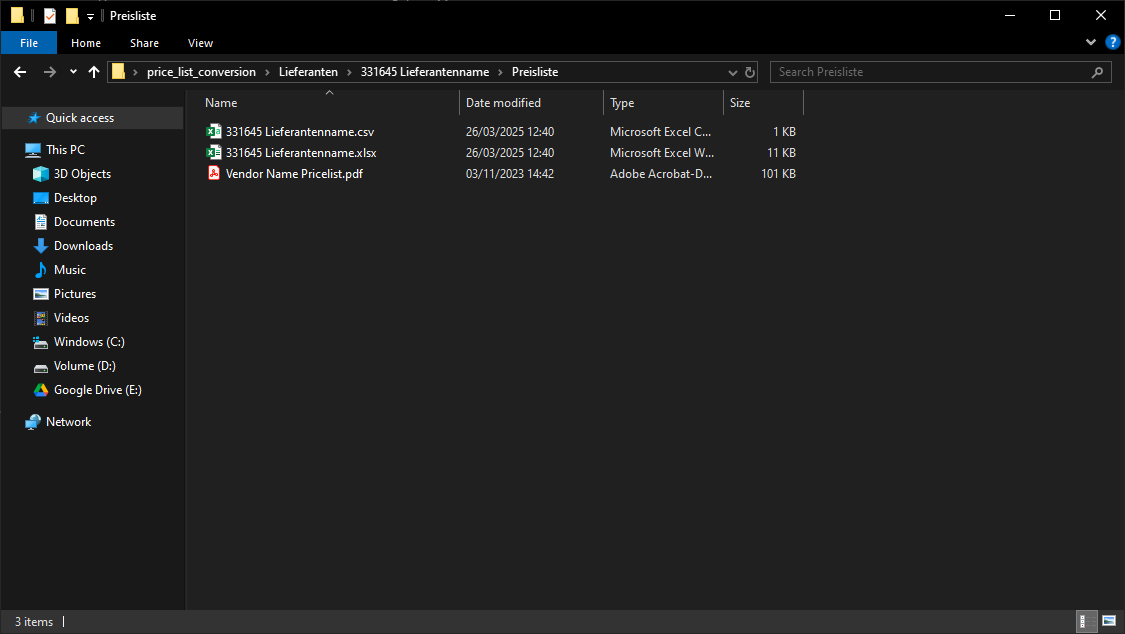 Preisliste
File Home Share View
price_list_conversion Lieferanten 331645 Lieferantenname Preisliste Search Preisliste
Name Date modified Type Size
Quick access
This PC
3D Objects
Desktop
Documents
Downloads
Music
Pictures
Videos
Windows (C:)
Volume (D:)
Google Drive (E:)
Network
331645 Lieferantenname.csv 26/03/2025 12:40 Microsoft Excel C... 1 KB
331645 Lieferantenname.xlsx 26/03/2025 12:40 Microsoft Excel W... 11 KB
Vendor Name Pricelist.pdf 03/11/2023 14:42 Adobe Acrobat-D... 101 KB
3 items